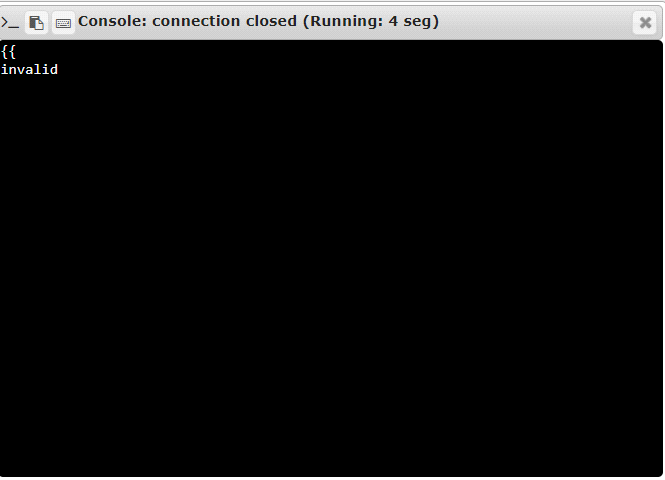 >_ Console: connection closed (Running: 4 seg)
{{
invalid